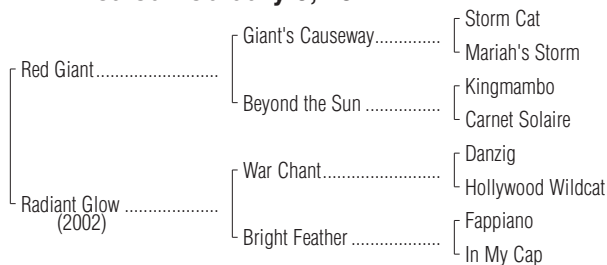 Storm Cat
Giant's Causeway................
Mariah's Storm
Red Giant.............................
Kingmambo
Beyond the Sun ..................
Carnet Solaire
Danzig
War Chant............................
Hollywood Wildcat
Radiant Glow ......................
(2002)
Fappiano
Bright Feather .....................
In My Cap